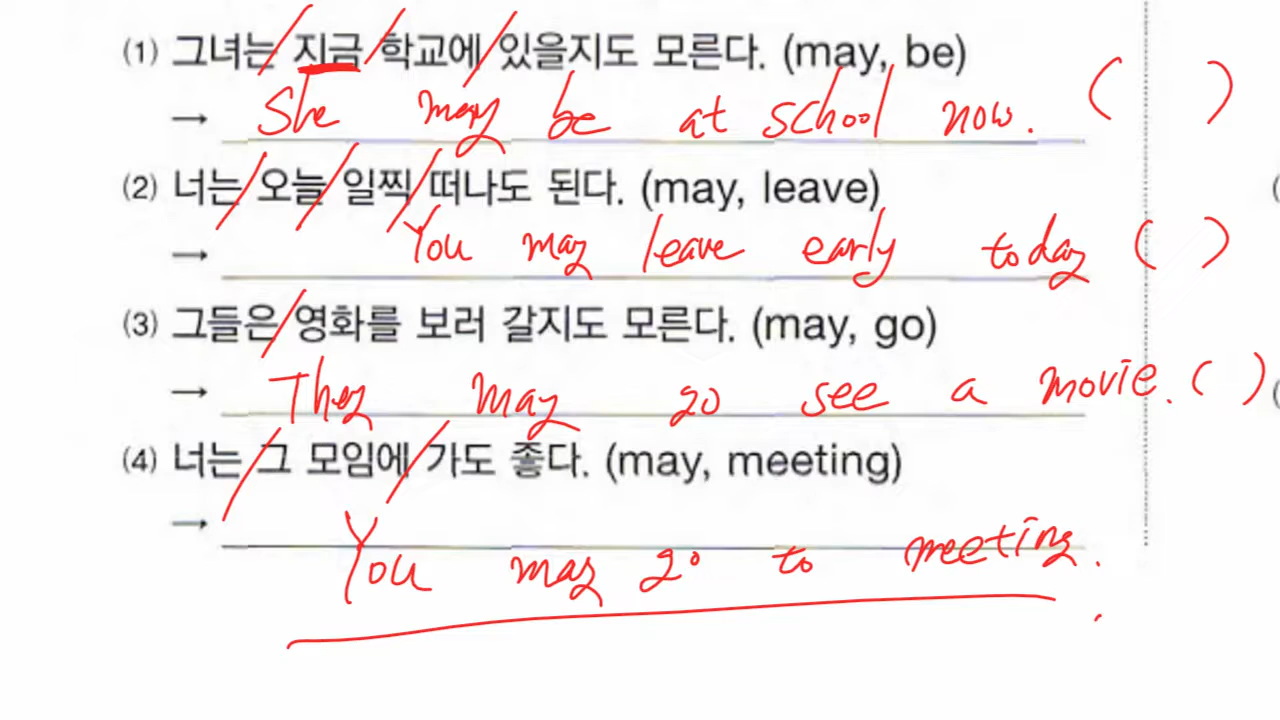 (1) 그녀는 지금 학교에 있을지도 모른다. (may, be)
→ She may be at school now. ( )
(2) 너는 오늘 일찍 떠나도 된다. (may, leave)
→ You may leave early today ( )
(3) 그들은 영화를 보러 갈지도 모른다. (may, go)
→ They may go see a movie. ( )
(4) 너는 그 모임에 가도 좋다. (may, meeting)
→ You may go to meeting.